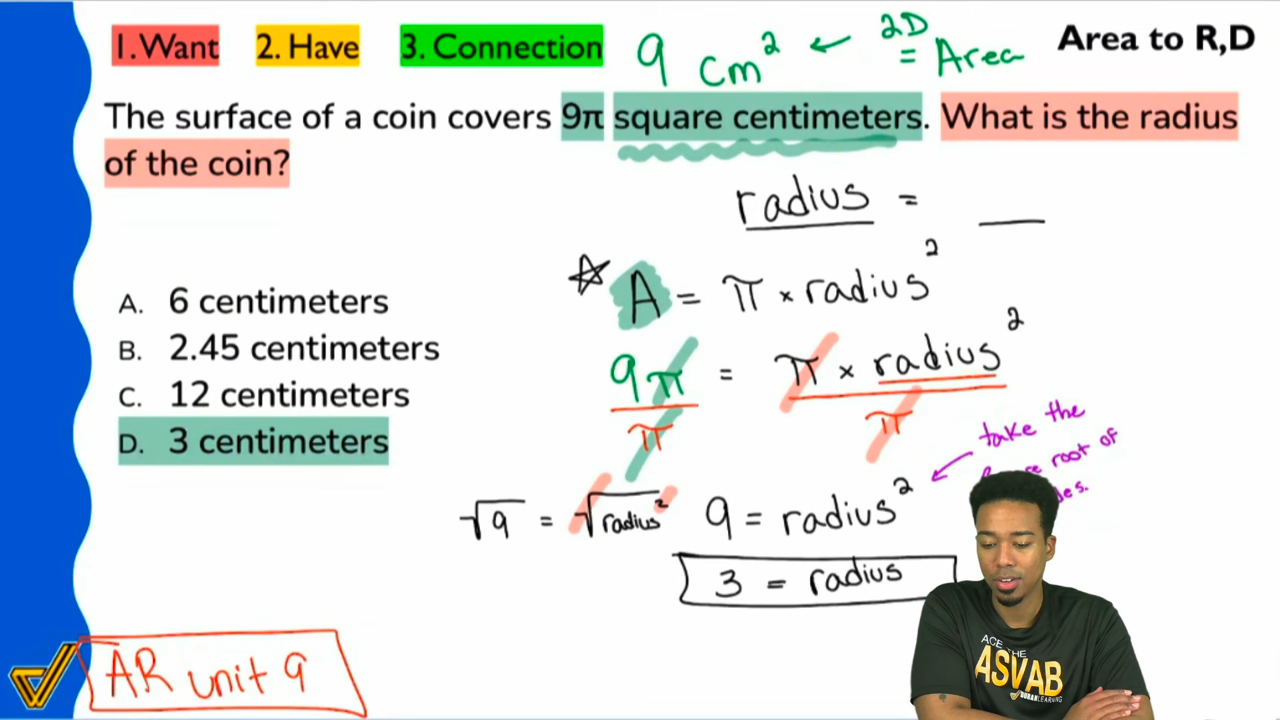 1. Want 2. Have 3. Connection 9 cm² ← 2D = Area Area to R,D
The surface of a coin covers 9π square centimeters. What is the radius
of the coin?
radius = __
A = π × radius²
A. 6 centimeters
B. 2.45 centimeters
C. 12 centimeters
D. 3 centimeters
9π = π × radius²
π π
take the
root of
√9 = √radius² 9 = radius²
3 = radius
AR unit 9
ACE THE
ASVAB